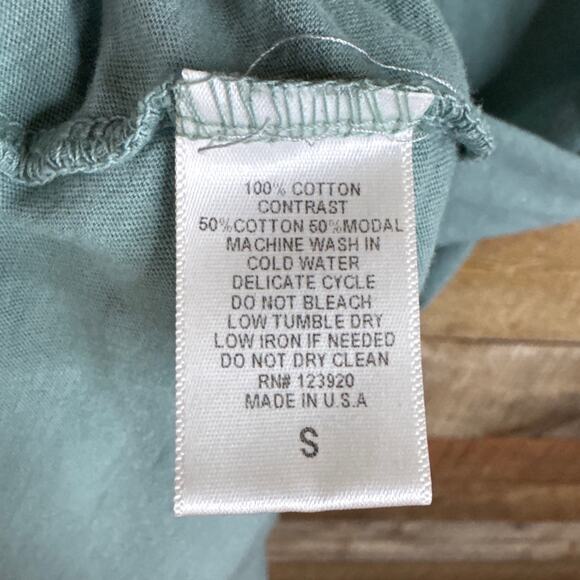 100% COTTON
CONTRAST
50%COTTON 50%MODAL
MACHINE WASH IN
COLD WATER
DELICATE CYCLE
DO NOT BLEACH
LOW TUMBLE DRY
LOW IRON IF NEEDED
DO NOT DRY CLEAN
RN# 123920
MADE IN U.S.A
S